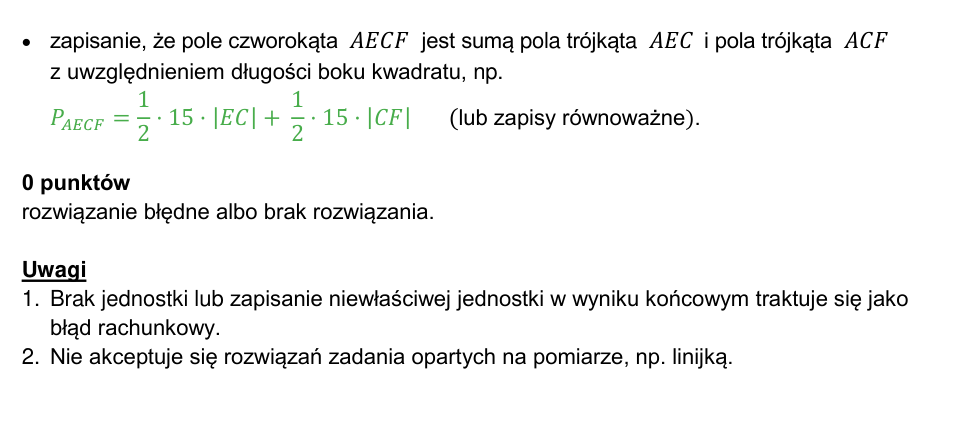 • zapisanie, że pole czworokąta AECF jest sumą pola trójkąta AEC i pola trójkąta ACF
z uwzględnieniem długości boku kwadratu, np.
P_AECF = 1/2 · 15 · |EC| + 1/2 · 15 · |CF| (lub zapisy równoważne).
0 punktów
rozwiązanie błędne albo brak rozwiązania.
Uwagi
1. Brak jednostki lub zapisanie niewłaściwej jednostki w wyniku końcowym traktuje się jako
błąd rachunkowy.
2. Nie akceptuje się rozwiązań zadania opartych na pomiarze, np. linijką.